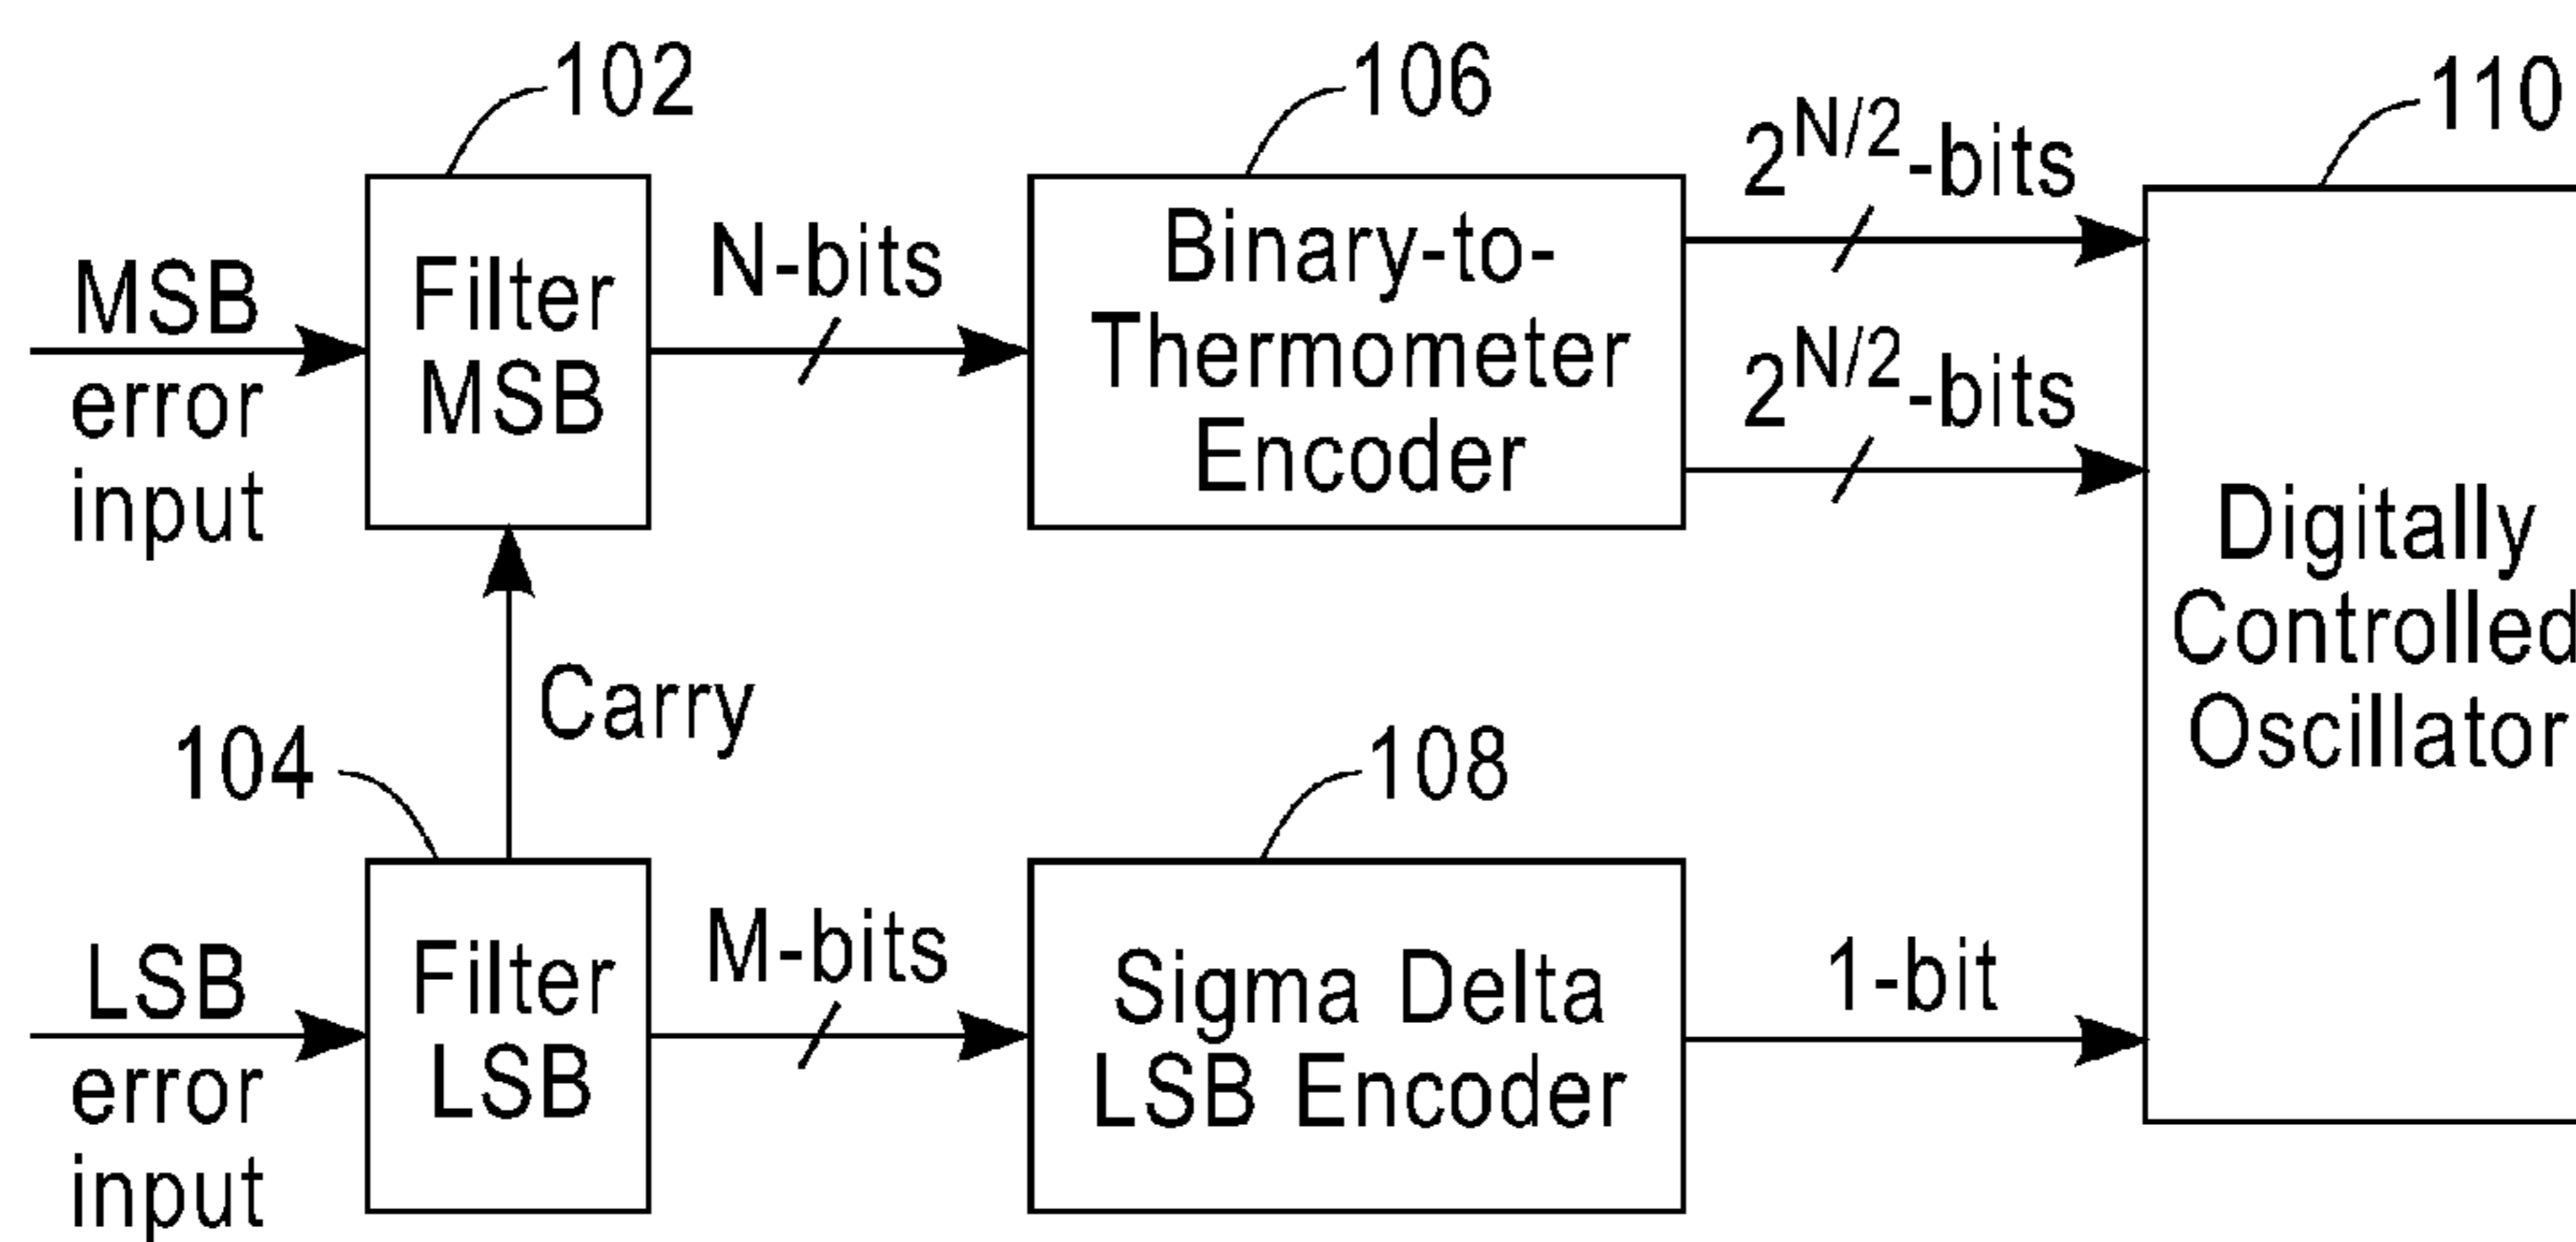 102
106
110
MSB
error
input
Filter
MSB
N-bits
Binary-to-
Thermometer
Encoder
2^{N/2}-bits
2^{N/2}-bits
Digitally
Controlled
Oscillator
Carry
104
108
LSB
error
input
Filter
LSB
M-bits
Sigma Delta
LSB Encoder
1-bit